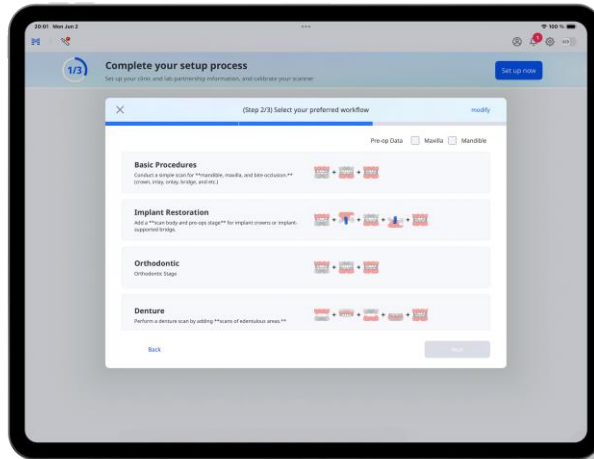 20:01 Mon Jun 2
100 %
1
1/3
Complete your setup process
Set up your clinic and lab partnership information, and calibrate your scanner.
Set up now
(Step 2/3) Select your preferred workflow
modify
Pre-op Data Maxilla Mandible
Basic Procedures
Conduct a simple scan for **mandible, maxilla, and bite occlusion.**
(crown, inlay, onlay, bridge, and etc.)
+ +
Implant Restoration
Add a **scan body and pre-ops stage** for implant crowns or implant-
supported bridge.
+ + + +
Orthodontic
Orthodontic Stage
+ +
Denture
Perform a denture scan by adding **scans of edentulous areas.**
+ + + +
Back
Next